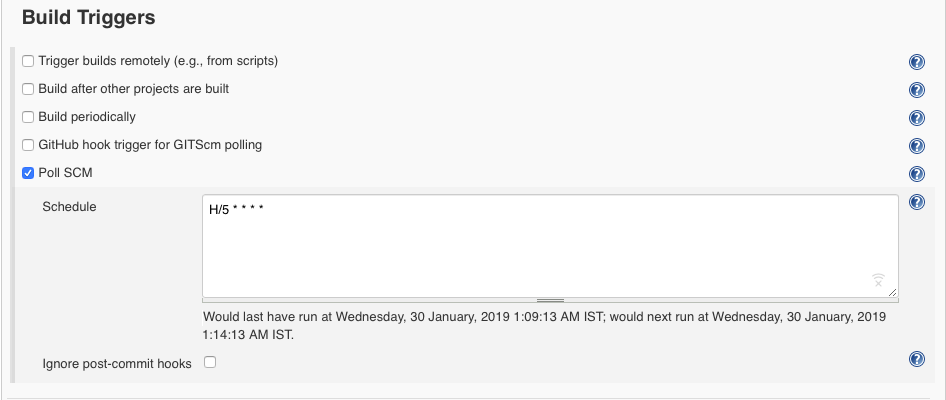 Build Triggers
Trigger builds remotely (e.g., from scripts)
?
Build after other projects are built
?
Build periodically
?
GitHub hook trigger for GITScm polling
?
Poll SCM
?
Schedule
H/5 * * * *
?
Would last have run at Wednesday, 30 January, 2019 1:09:13 AM IST; would next run at Wednesday, 30 January, 2019
1:14:13 AM IST.
Ignore post-commit hooks
?